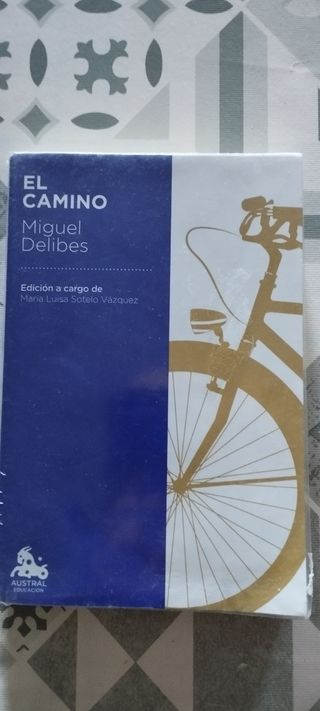 EL
CAMINO
Miguel
Delibes
Edición a cargo de
María Luisa Sotelo Vázquez
AUSTRAL
EDUCACIÓN